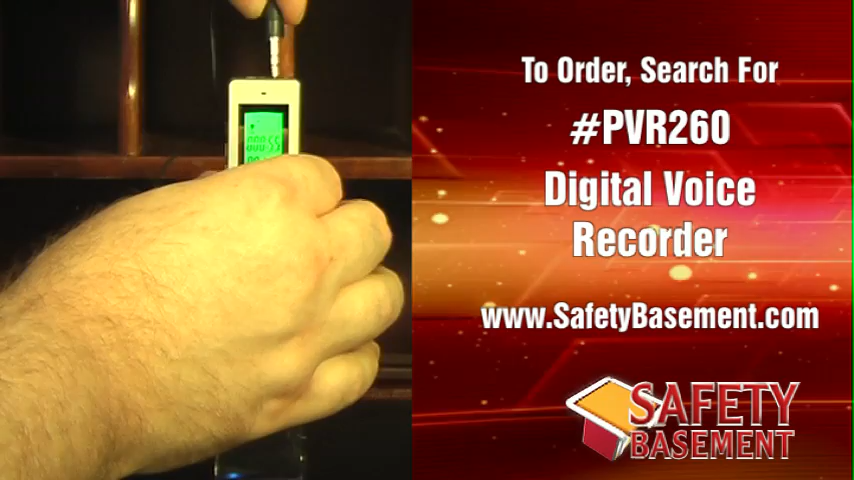 To Order, Search For
#PVR260
Digital Voice
Recorder
www.SafetyBasement.com
SAFETY
BASEMENT